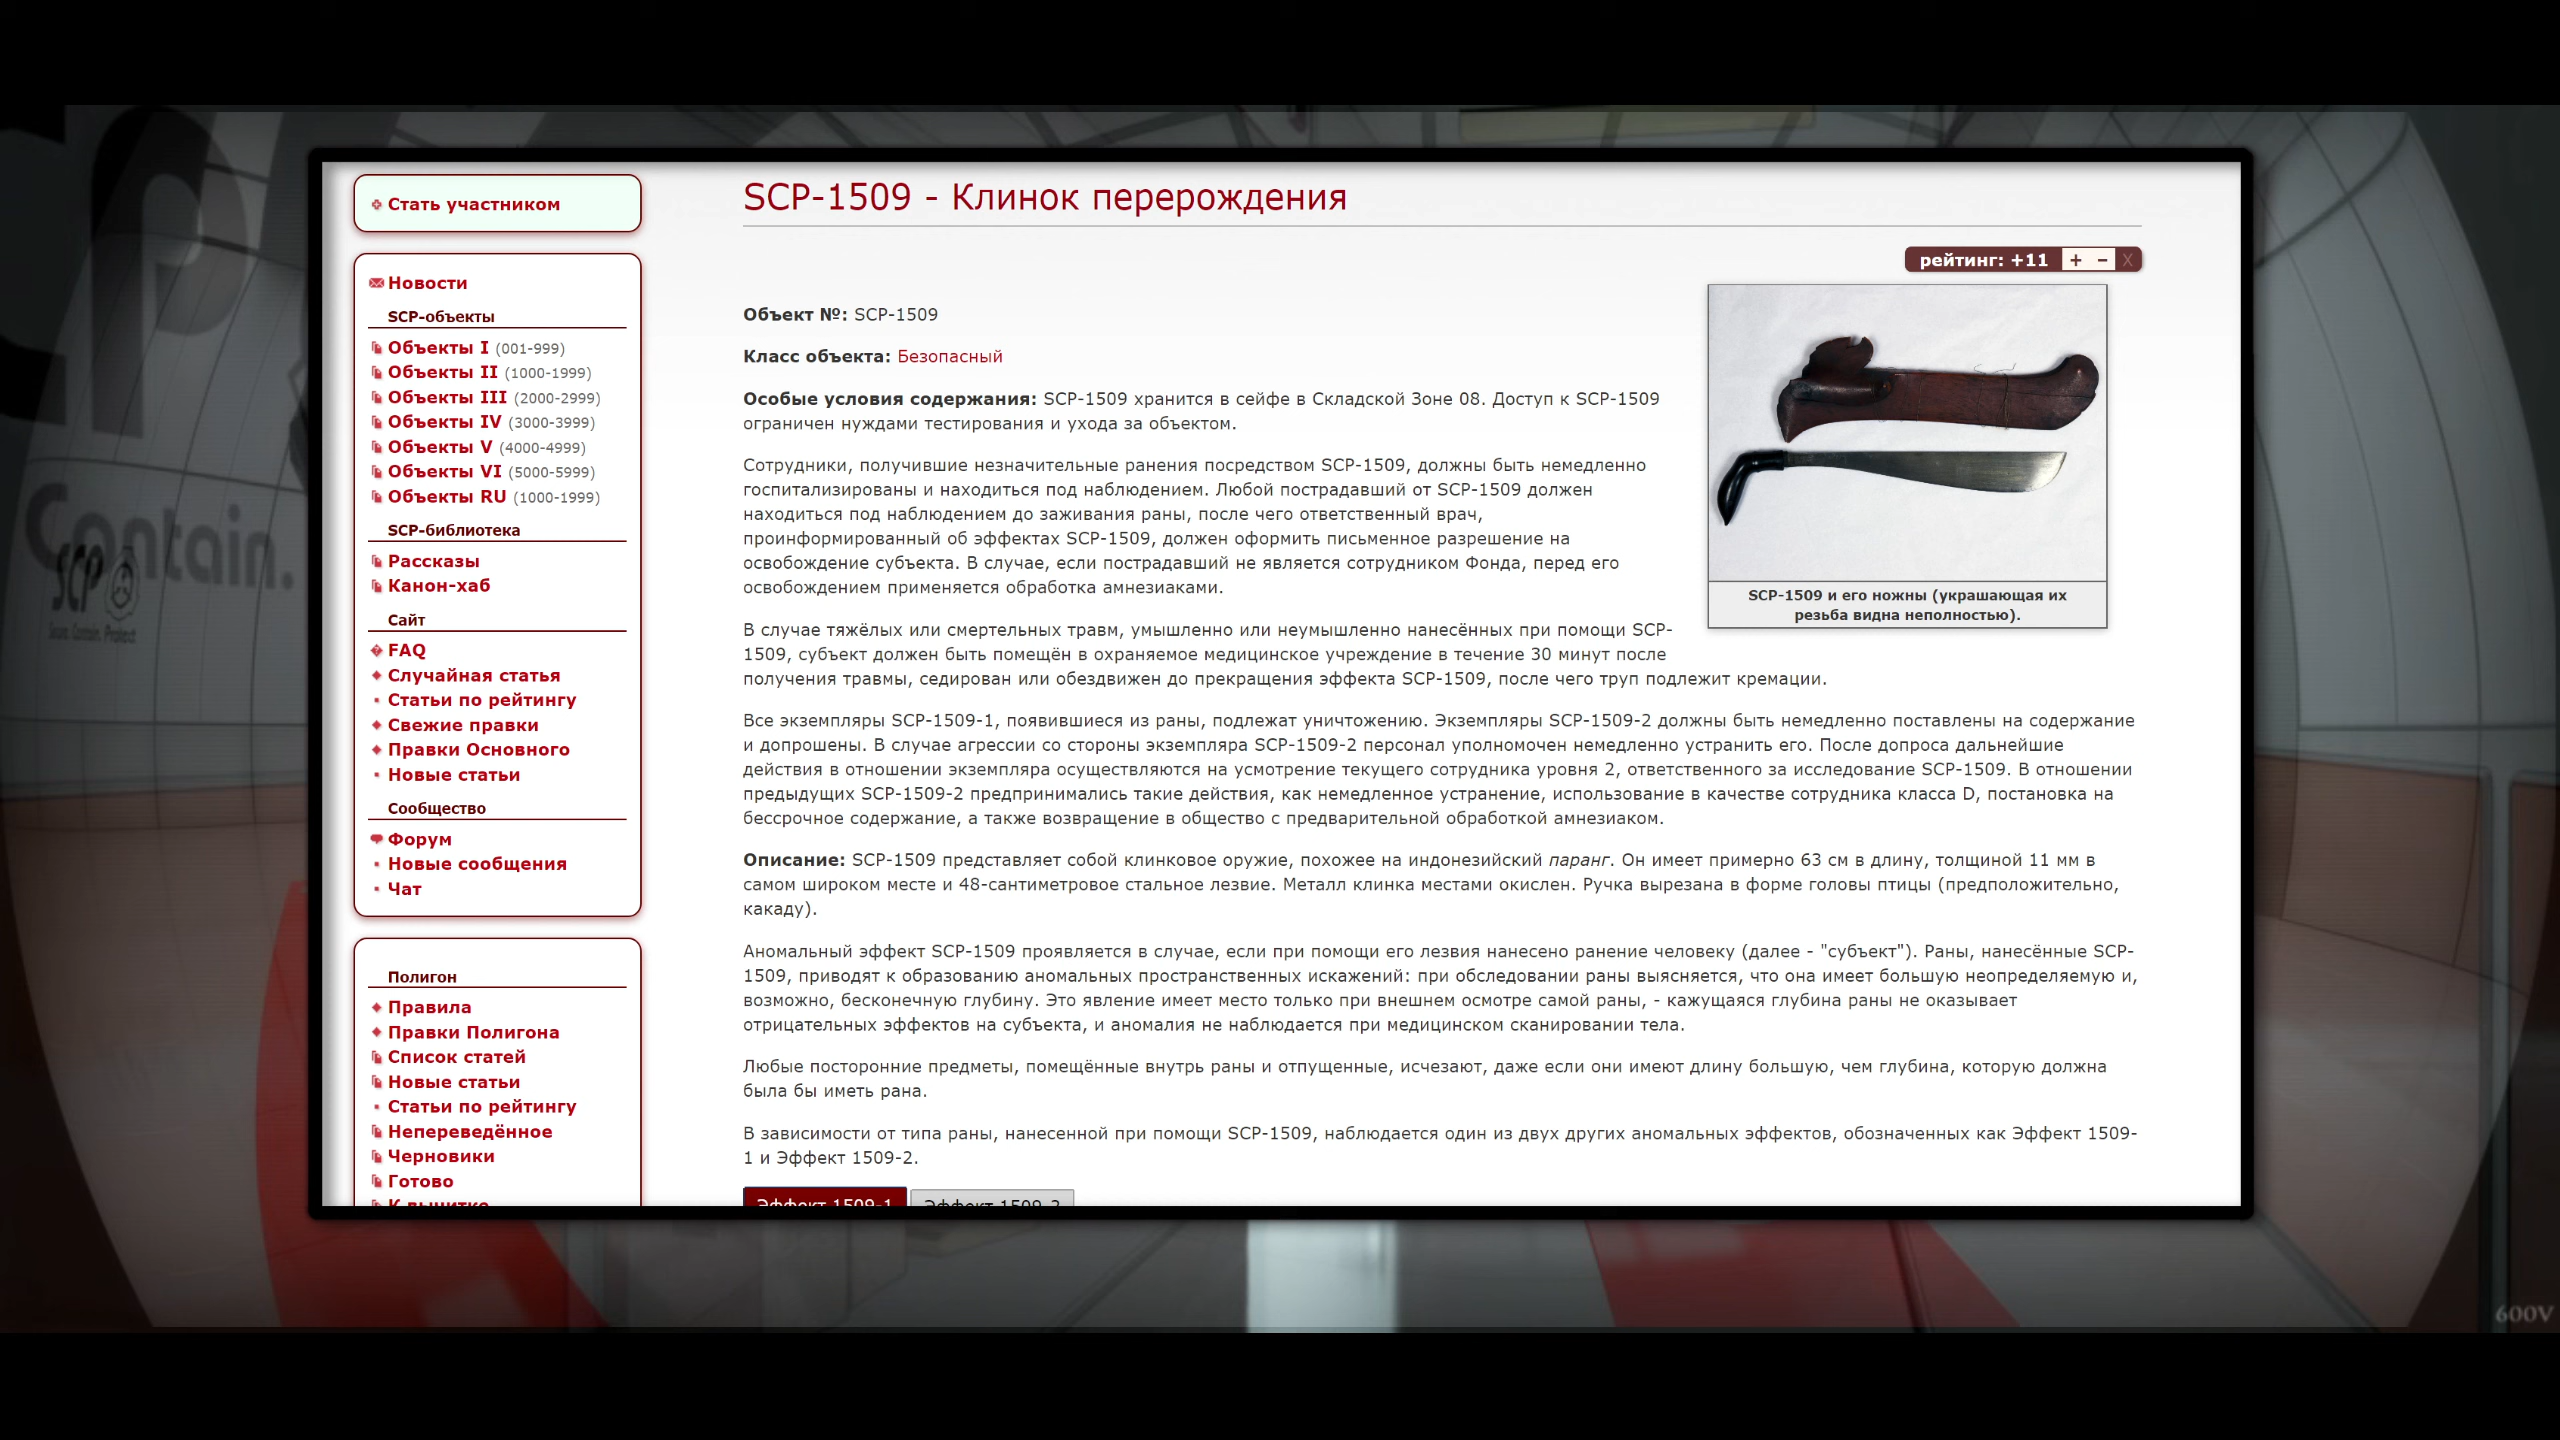 Стать участником
Новости
SCP-объекты
Объекты I (001-999)
Объекты II (1000-1999)
Объекты III (2000-2999)
Объекты IV (3000-3999)
Объекты V (4000-4999)
Объекты VI (5000-5999)
Объекты RU (1000-1999)
SCP-библиотека
Рассказы
Канон-хаб
Сайт
FAQ
Случайная статья
Статьи по рейтингу
Свежие правки
Правки Основного
Новые статьи
Сообщество
Форум
Новые сообщения
Чат
Полигон
Правила
Правки Полигона
Список статей
Новые статьи
Статьи по рейтингу
Непереведённое
Черновики
Готово
К вычитке
SCP-1509 - Клинок перерождения
рейтинг: +11 + − X
Объект №: SCP-1509
Класс объекта: Безопасный
Особые условия содержания: SCP-1509 хранится в сейфе в Складской Зоне 08. Доступ к SCP-1509
ограничен нуждами тестирования и ухода за объектом.
Сотрудники, получившие незначительные ранения посредством SCP-1509, должны быть немедленно
госпитализированы и находиться под наблюдением. Любой пострадавший от SCP-1509 должен
находиться под наблюдением до заживания раны, после чего ответственный врач,
проинформированный об эффектах SCP-1509, должен оформить письменное разрешение на
освобождение субъекта. В случае, если пострадавший не является сотрудником Фонда, перед его
освобождением применяется обработка амнезиаками.
SCP-1509 и его ножны (украшающая их
резьба видна неполностью).
В случае тяжёлых или смертельных травм, умышленно или неумышленно нанесённых при помощи SCP-
1509, субъект должен быть помещён в охраняемое медицинское учреждение в течение 30 минут после
получения травмы, седирован или обездвижен до прекращения эффекта SCP-1509, после чего труп подлежит кремации.
Все экземпляры SCP-1509-1, появившиеся из раны, подлежат уничтожению. Экземпляры SCP-1509-2 должны быть немедленно поставлены на содержание
и допрошены. В случае агрессии со стороны экземпляра SCP-1509-2 персонал уполномочен немедленно устранить его. После допроса дальнейшие
действия в отношении экземпляра осуществляются на усмотрение текущего сотрудника уровня 2, ответственного за исследование SCP-1509. В отношении
предыдущих SCP-1509-2 предпринимались такие действия, как немедленное устранение, использование в качестве сотрудника класса D, постановка на
бессрочное содержание, а также возвращение в общество с предварительной обработкой амнезиаком.
Описание: SCP-1509 представляет собой клинковое оружие, похожее на индонезийский паранг. Он имеет примерно 63 см в длину, толщиной 11 мм в
самом широком месте и 48-сантиметровое стальное лезвие. Металл клинка местами окислен. Ручка вырезана в форме головы птицы (предположительно,
какаду).
Аномальный эффект SCP-1509 проявляется в случае, если при помощи его лезвия нанесено ранение человеку (далее - "субъект"). Раны, нанесённые SCP-
1509, приводят к образованию аномальных пространственных искажений: при обследовании раны выясняется, что она имеет большую неопределяемую и,
возможно, бесконечную глубину. Это явление имеет место только при внешнем осмотре самой раны, - кажущаяся глубина раны не оказывает
отрицательных эффектов на субъекта, и аномалия не наблюдается при медицинском сканировании тела.
Любые посторонние предметы, помещённые внутрь раны и отпущенные, исчезают, даже если они имеют длину большую, чем глубина, которую должна
была бы иметь рана.
В зависимости от типа раны, нанесенной при помощи SCP-1509, наблюдается один из двух других аномальных эффектов, обозначенных как Эффект 1509-
1 и Эффект 1509-2.
Эффект 1509-1 Эффект 1509-2
Contain.
SCP
Secure. Contain. Protect.
600V